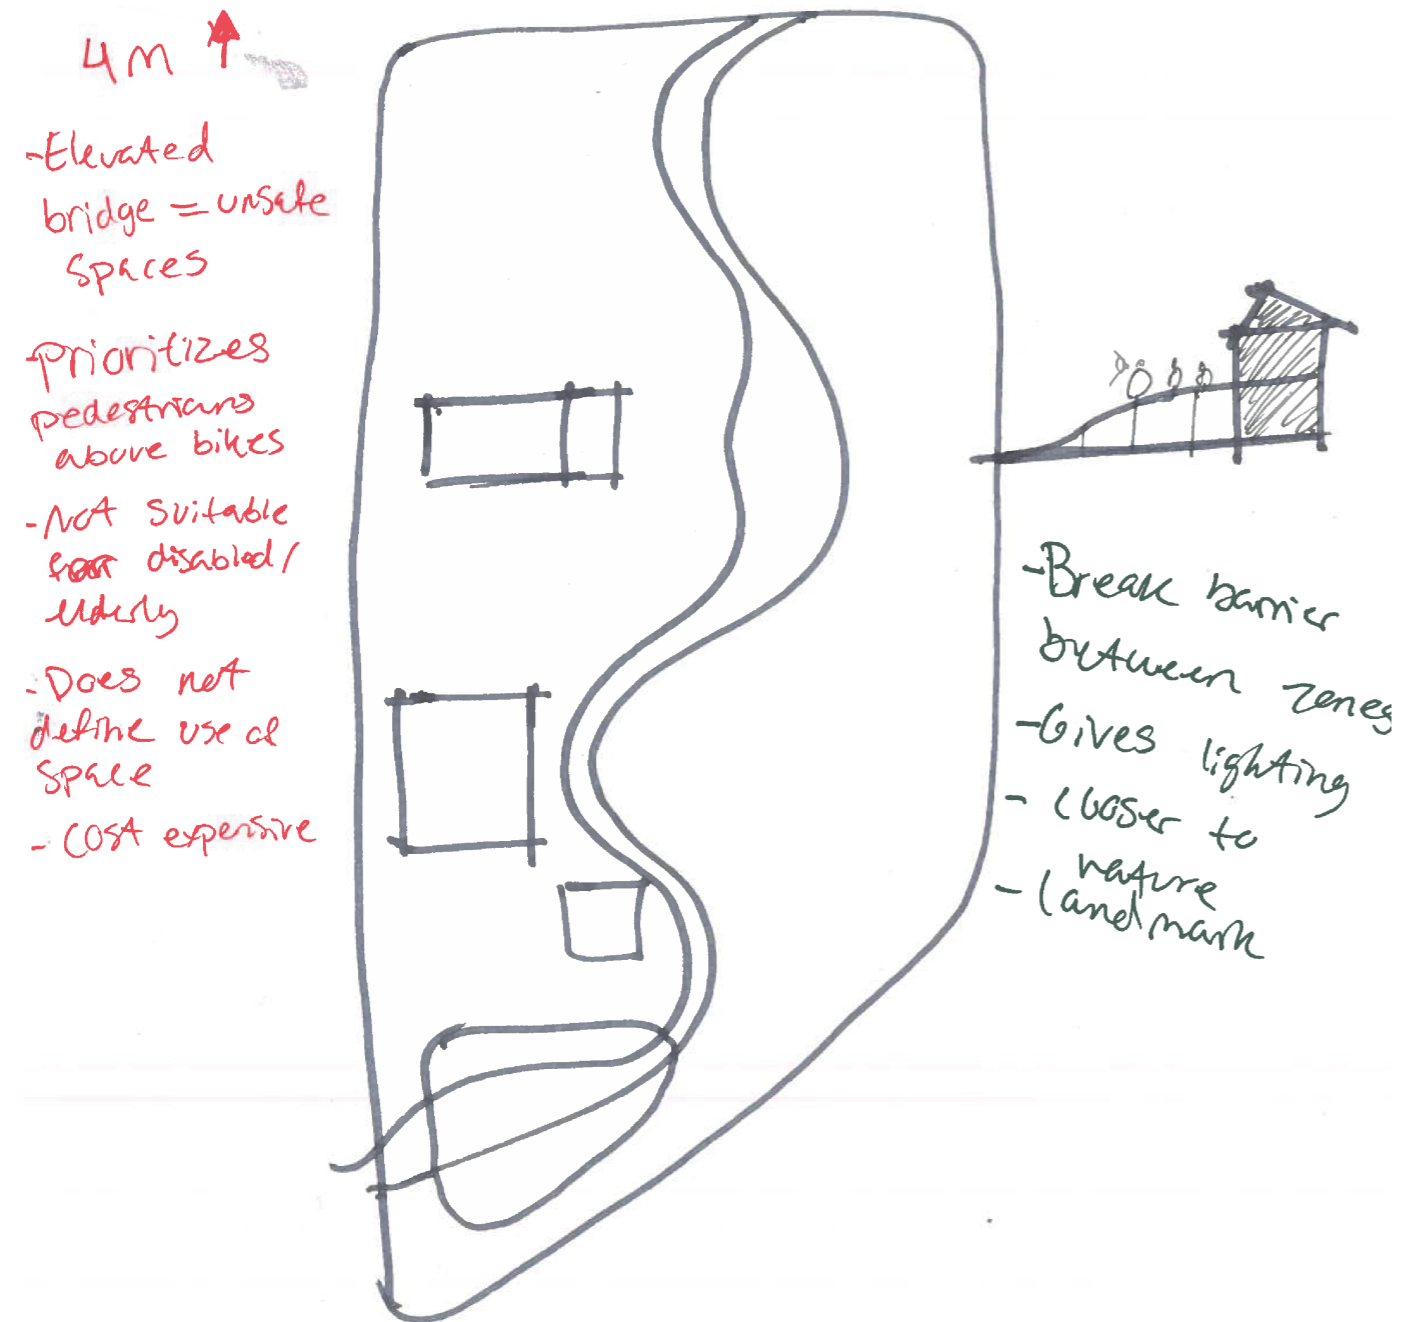 4m
-Elevated
bridge = unsafe
spaces
-prioritizes
pedestrians
above bikes
-Not suitable
for disabled/
elderly
-Does not
define use of
space
- cost expensive
-Break barrier
between zones
-Gives lighting
- closer to
nature
- landmark